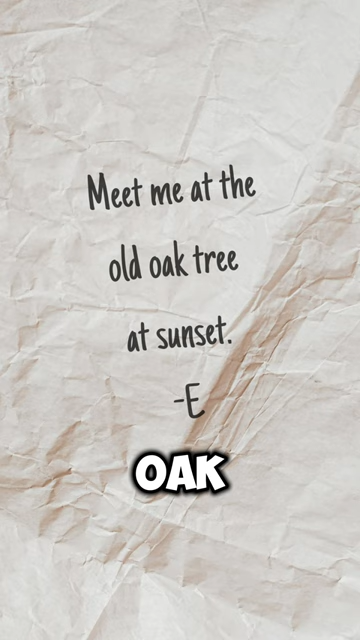 Meet me at the
old oak tree
at sunset.
-E
OAK